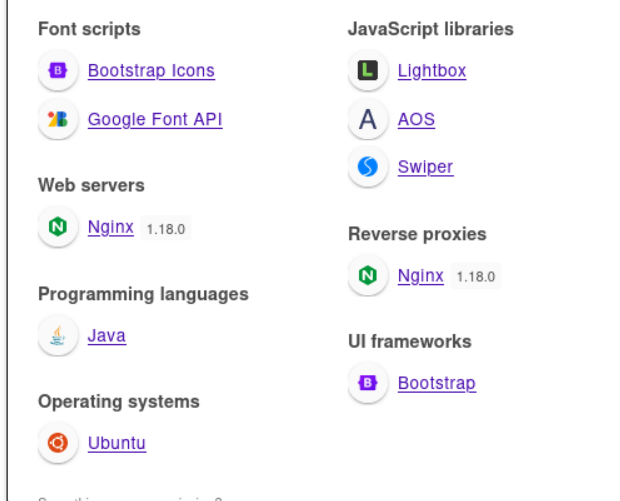 Font scripts
Bootstrap Icons
Google Font API
Web servers
Nginx 1.18.0
Programming languages
Java
Operating systems
Ubuntu
JavaScript libraries
Lightbox
AOS
Swiper
Reverse proxies
Nginx 1.18.0
UI frameworks
Bootstrap